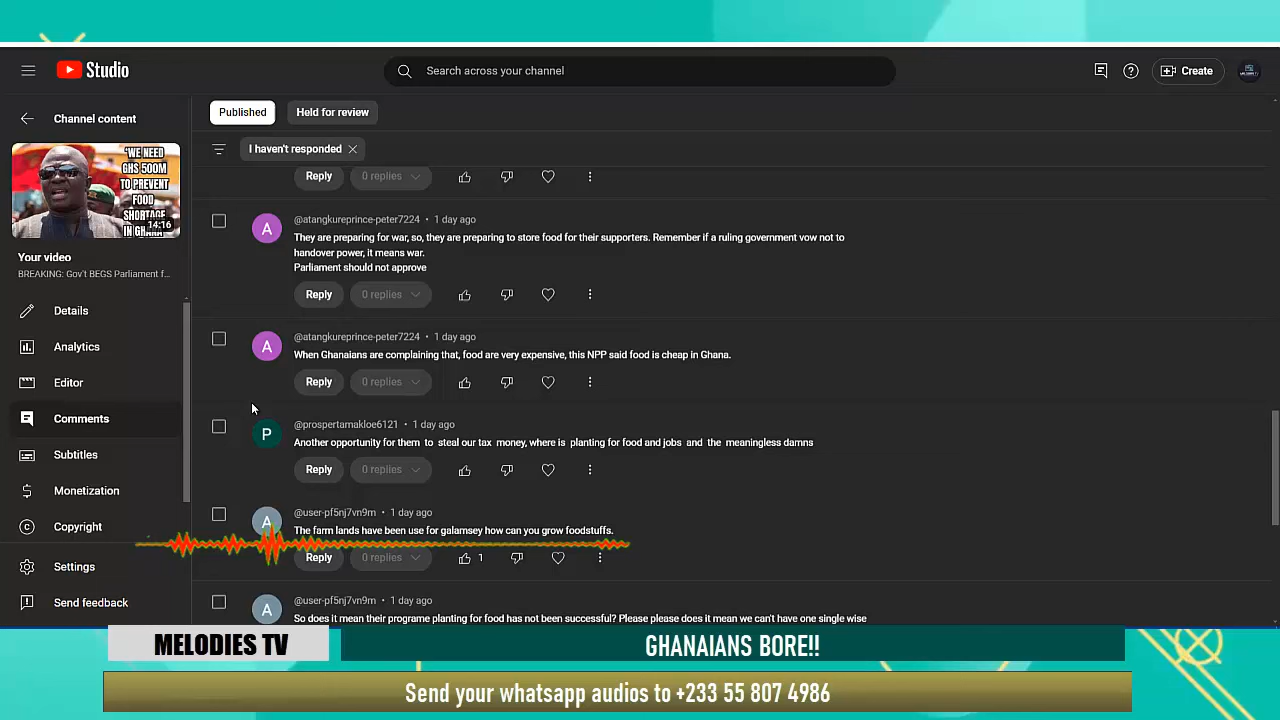 Studio
Search across your channel
Create
Channel content
Published
Held for review
I haven't responded
'WE NEED
GHS 500M
TO PREVENT
FOOD
SHORTAGE
IN GHANA
14:16
Your video
BREAKING: Gov't BEGS Parliament f...
Details
Analytics
Editor
Comments
Subtitles
Monetization
Copyright
Settings
Send feedback
Reply
0 replies
@atangkureprince-peter7224 • 1 day ago
They are preparing for war, so, they are preparing to store food for their supporters. Remember if a ruling government vow not to
handover power, it means war.
Parliament should not approve
Reply
0 replies
A
@atangkureprince-peter7224 • 1 day ago
When Ghanaians are complaining that, food are very expensive, this NPP said food is cheap in Ghana.
A
Reply
0 replies
@prospertamakloe6121 • 1 day ago
P
Another opportunity for them to steal our tax money, where is planting for food and jobs and the meaningless damns
Reply
0 replies
@user-pf5nj7vn9m • 1 day ago
A
The farm lands have been use for galamsey how can you grow foodstuffs.
Reply
0 replies
1
@user-pf5nj7vn9m • 1 day ago
A
So does it mean their programe planting for food has not been successful? Please please does it mean we can't have one single wise
MELODIES TV
GHANAIANS BORE!!
Send your whatsapp audios to +233 55 807 4986